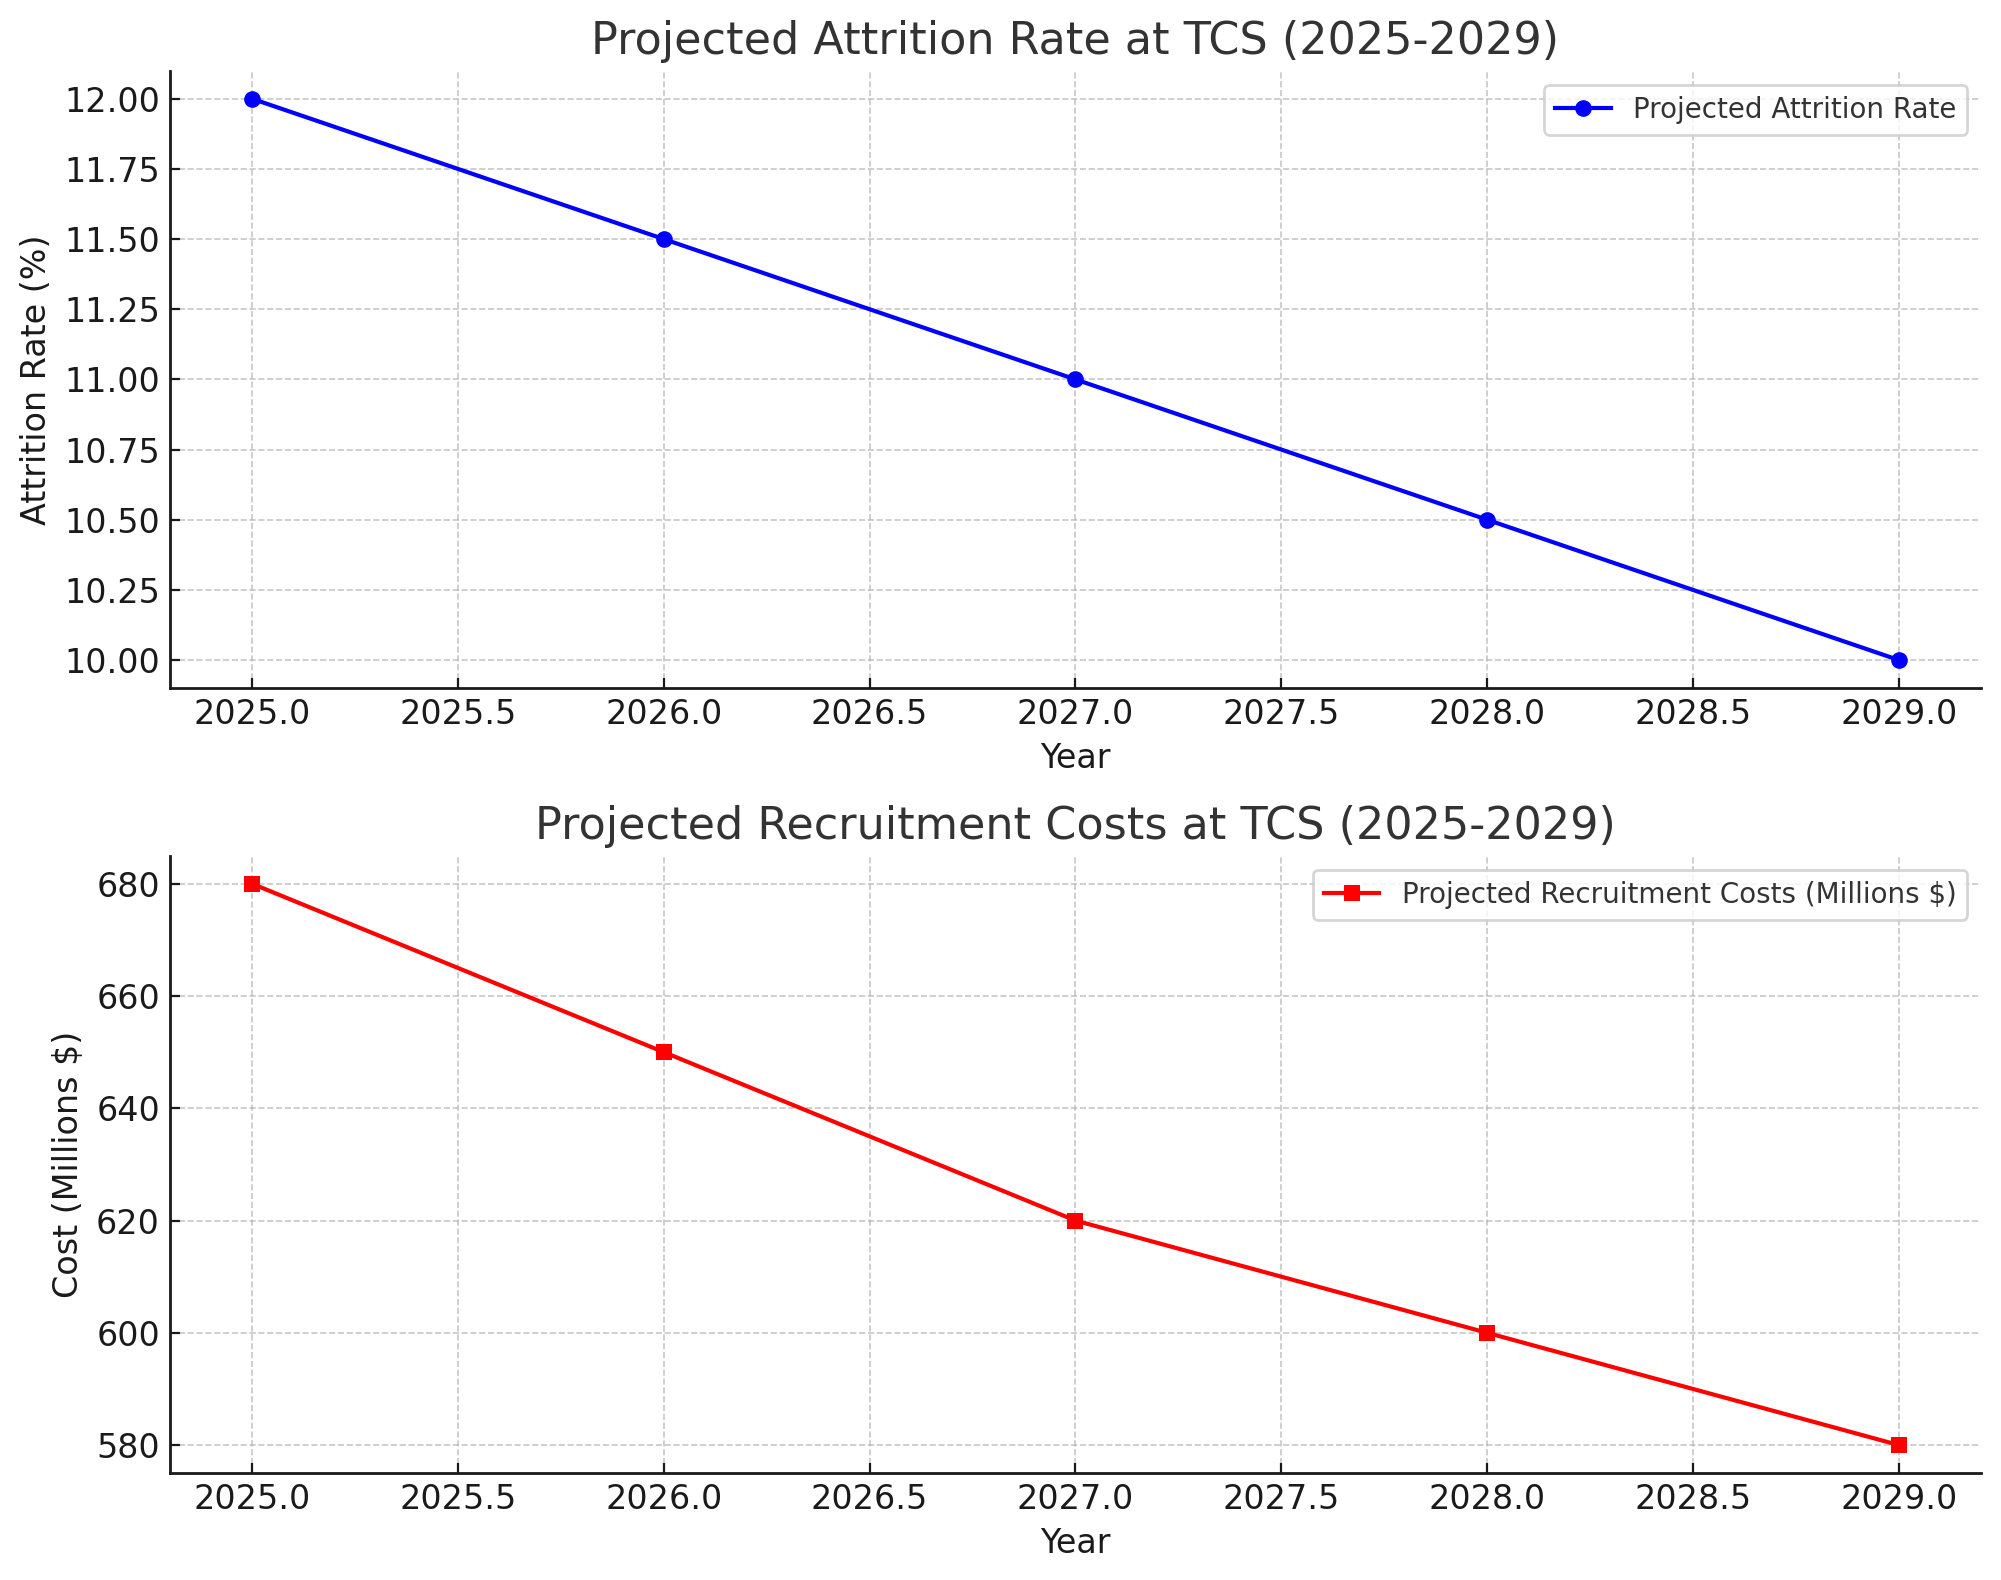 Projected Attrition Rate at TCS (2025-2029)
Projected Attrition Rate
12.00
11.75
11.50
11.25
11.00
10.75
10.50
10.25
10.00
Attrition Rate (%)
2025.0 2025.5 2026.0 2026.5 2027.0 2027.5 2028.0 2028.5 2029.0
Year
Projected Recruitment Costs at TCS (2025-2029)
Projected Recruitment Costs (Millions $)
680
660
640
620
600
580
Cost (Millions $)
2025.0 2025.5 2026.0 2026.5 2027.0 2027.5 2028.0 2028.5 2029.0
Year